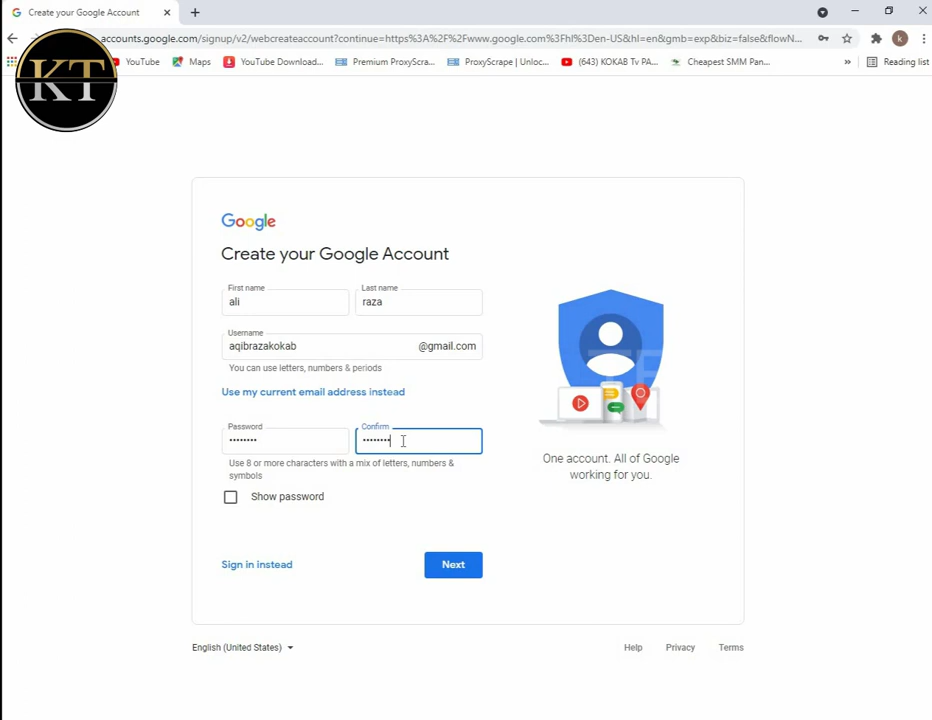 Create your Google Account
accounts.google.com/signup/v2/webcreateaccount?continue=https%3A%2F%2Fwww.google.com%3Fhl%3Den-US&hl=en&gmb=exp&biz=false&flowN...
k
YouTube
Maps
YouTube Download...
Premium ProxyScra...
ProxyScrape | Unloc...
(643) KOKAB Tv PA...
Cheapest SMM Pan...
»
Reading list
KT
Google
Create your Google Account
First name
ali
Last name
raza
Username
aqibrazakokab
@gmail.com
You can use letters, numbers & periods
Use my current email address instead
Password
••••••••
Confirm
••••••••
Use 8 or more characters with a mix of letters, numbers &
symbols
Show password
One account. All of Google
working for you.
Sign in instead
Next
English (United States)
Help
Privacy
Terms